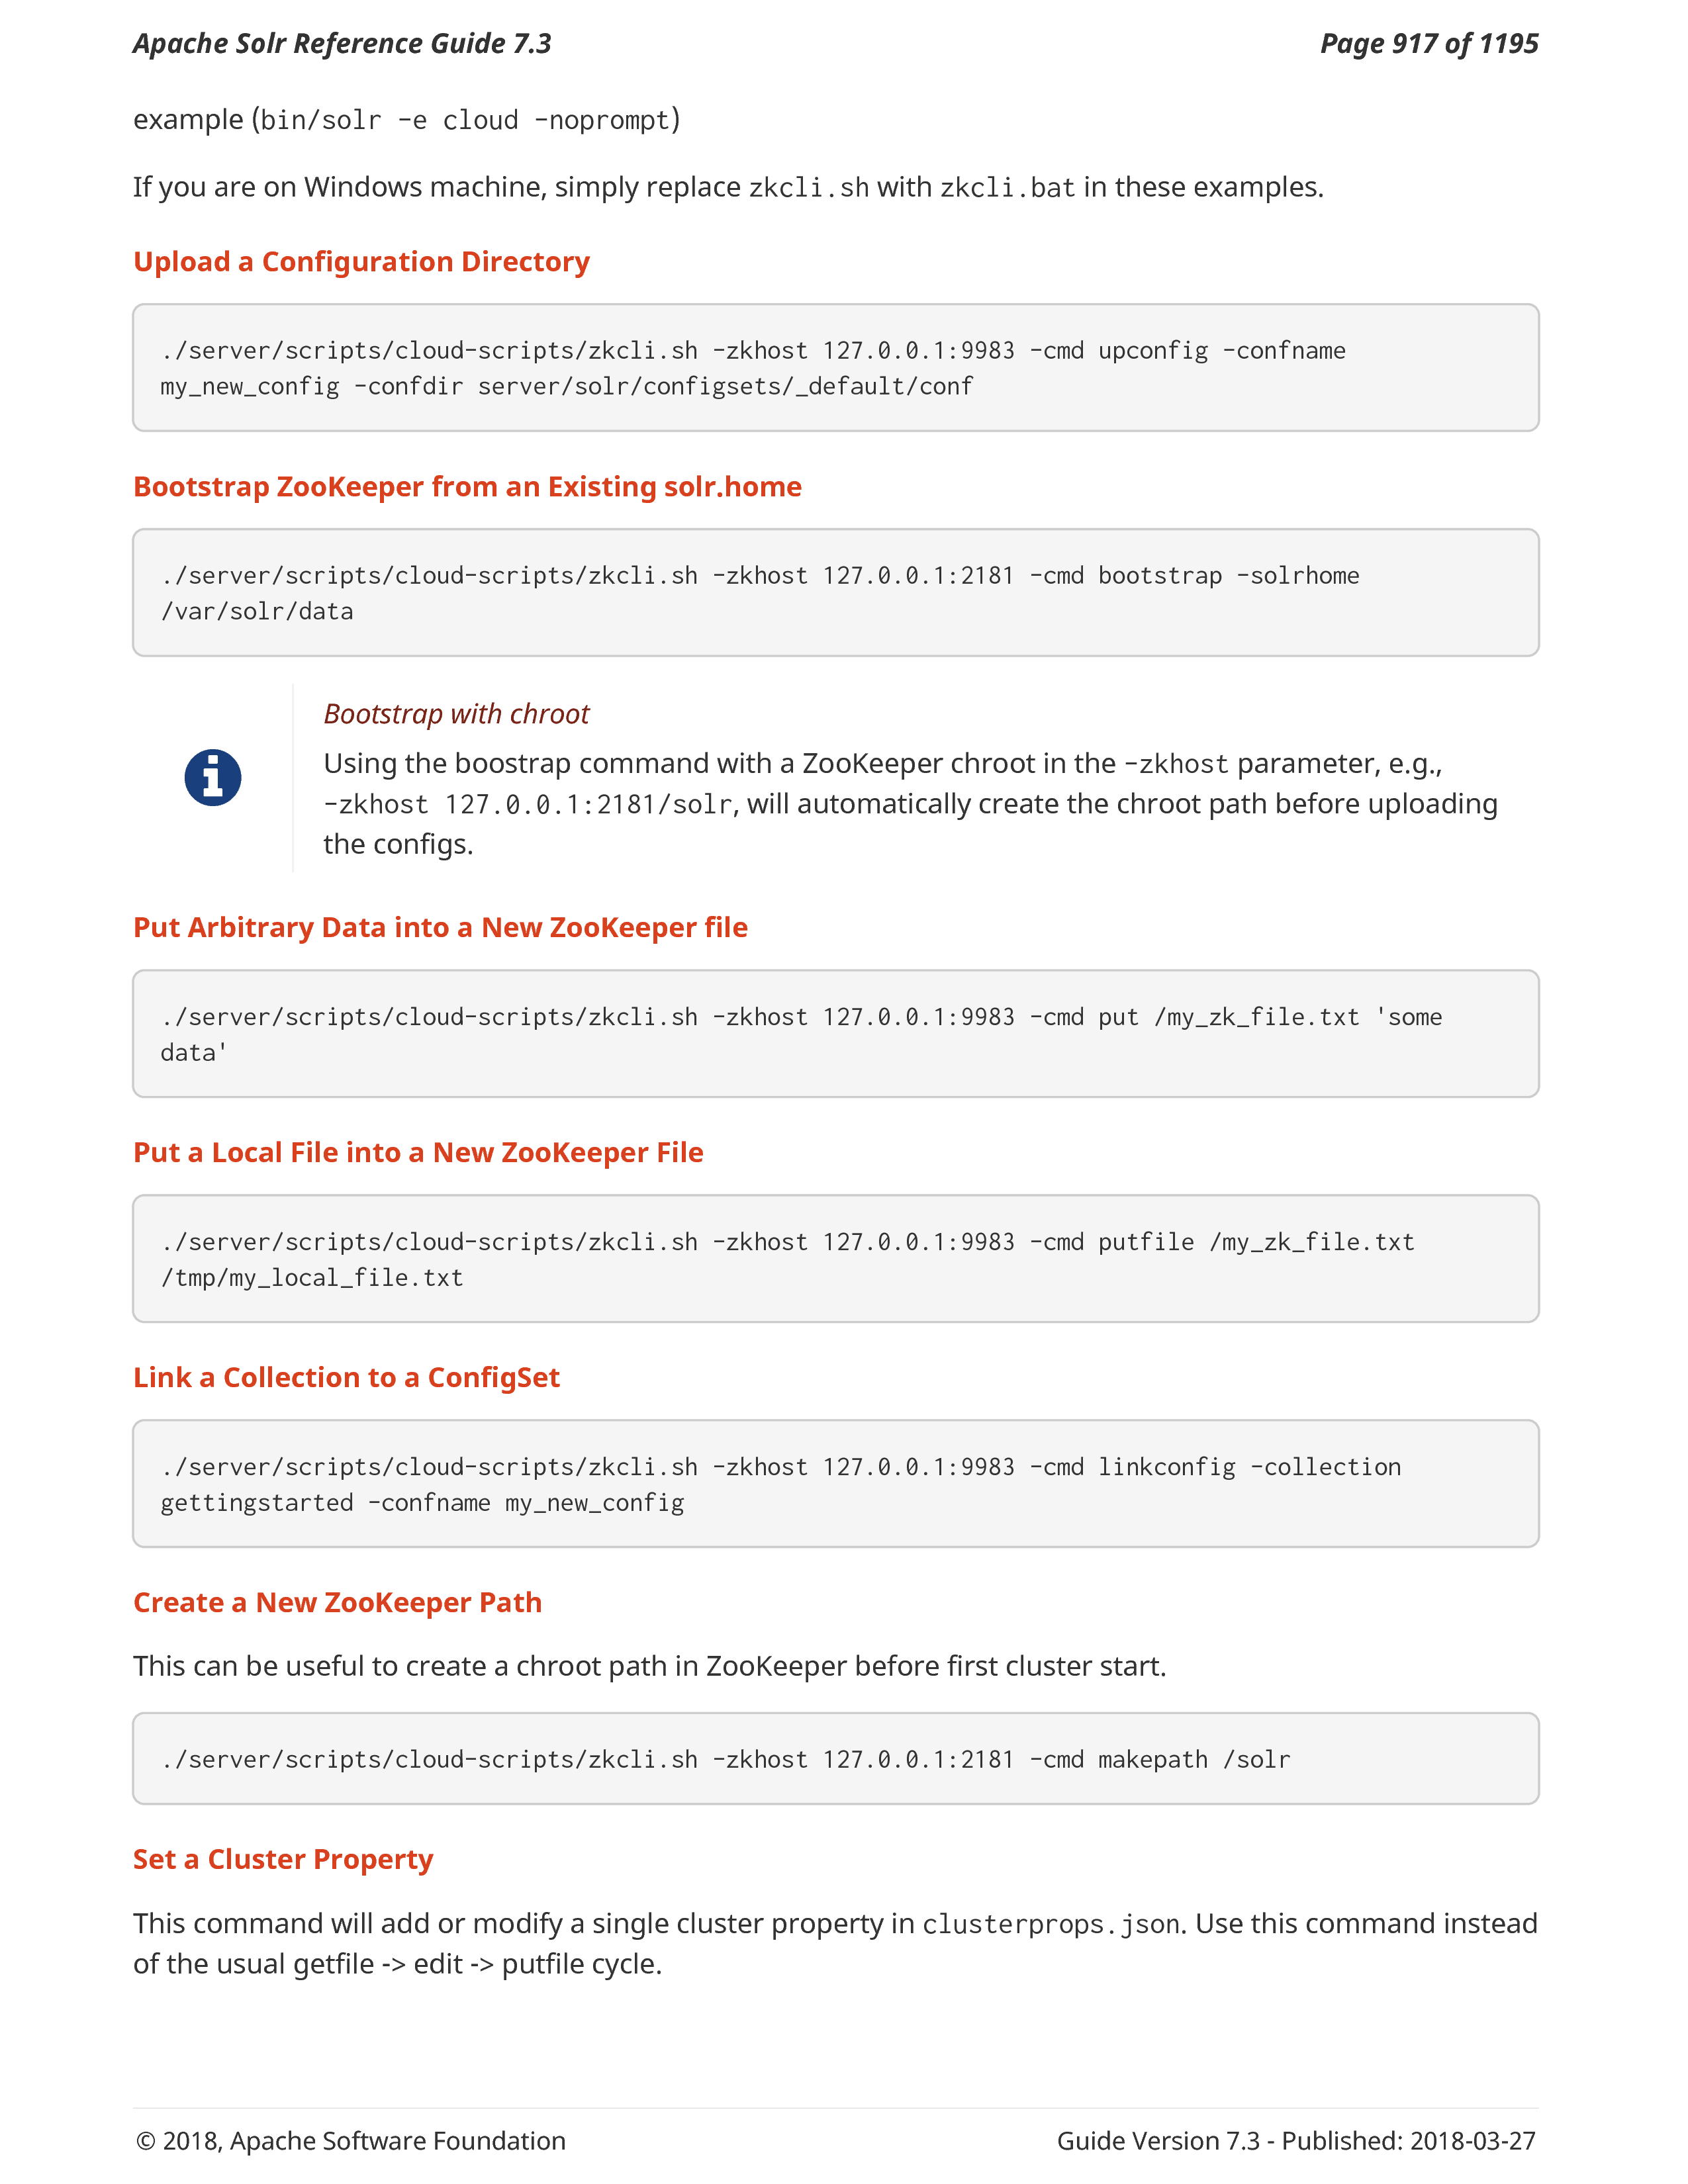 Apache Solr Reference Guide 7.3
Page 917 of 1195
example (bin/solr -e cloud -noprompt)
If you are on Windows machine, simply replace zkcli.sh with zkcli.bat in these examples.
Upload a Configuration Directory
./server/scripts/cloud-scripts/zkcli.sh -zkhost 127.0.0.1:9983 -cmd upconfig -confname
my_new_config -confdir server/solr/configsets/_default/conf
Bootstrap ZooKeeper from an Existing solr.home
./server/scripts/cloud-scripts/zkcli.sh -zkhost 127.0.0.1:2181 -cmd bootstrap -solrhome
/var/solr/data
Bootstrap with chroot
Using the boostrap command with a ZooKeeper chroot in the -zkhost parameter, e.g.,
-zkhost 127.0.0.1:2181/solr, will automatically create the chroot path before uploading
the configs.
Put Arbitrary Data into a New ZooKeeper file
./server/scripts/cloud-scripts/zkcli.sh -zkhost 127.0.0.1:9983 -cmd put /my_zk_file.txt 'some
data'
Put a Local File into a New ZooKeeper File
./server/scripts/cloud-scripts/zkcli.sh -zkhost 127.0.0.1:9983 -cmd putfile /my_zk_file.txt
/tmp/my_local_file.txt
Link a Collection to a ConfigSet
./server/scripts/cloud-scripts/zkcli.sh -zkhost 127.0.0.1:9983 -cmd linkconfig -collection
gettingstarted -confname my_new_config
Create a New ZooKeeper Path
This can be useful to create a chroot path in ZooKeeper before first cluster start.
./server/scripts/cloud-scripts/zkcli.sh -zkhost 127.0.0.1:2181 -cmd makepath /solr
Set a Cluster Property
This command will add or modify a single cluster property in clusterprops.json. Use this command instead
of the usual getfile -> edit -> putfile cycle.
© 2018, Apache Software Foundation
Guide Version 7.3 - Published: 2018-03-27